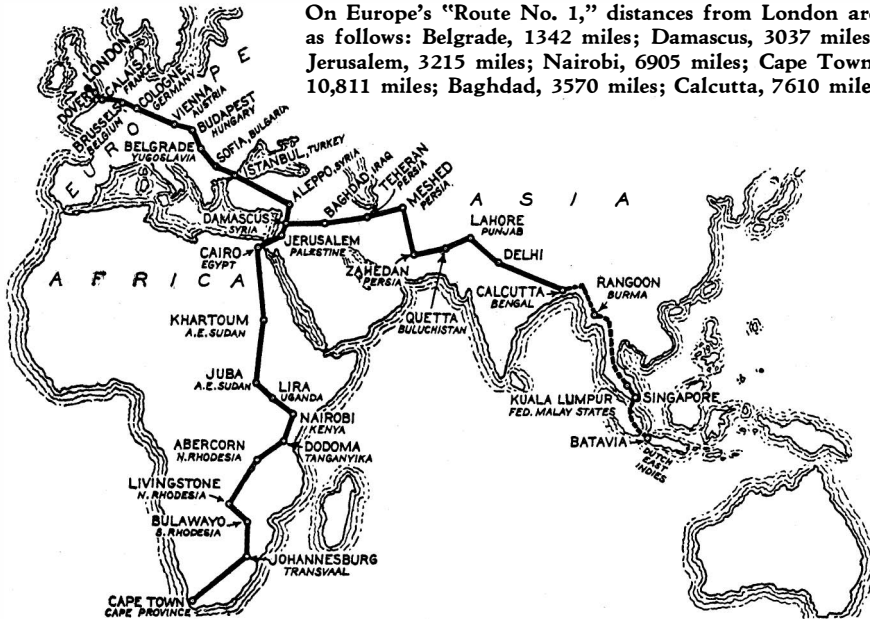 On Europe's "Route No. 1," distances from London are
as follows: Belgrade, 1342 miles; Damascus, 3037 miles
Jerusalem, 3215 miles; Nairobi, 6905 miles; Cape Town
10,811 miles; Baghdad, 3570 miles; Calcutta, 7610 mile
LONDON
DOVER
CALAIS
FRANCE
BRUSSELS
BELGIUM
COLOGNE
GERMANY
VIENNA
AUSTRIA
BUDAPEST
HUNGARY
BELGRADE
YUGOSLAVIA
SOFIA, BULGARIA
ISTANBUL, TURKEY
EUROPE
ALEPPO, SYRIA
BAGHDAD, IRAQ
TEHERAN
PERSIA
MESHED
PERSIA
ASIA
DAMASCUS
SYRIA
JERUSALEM
PALESTINE
CAIRO
EGYPT
AFRICA
ZAHEDAN
PERSIA
LAHORE
PUNJAB
DELHI
QUETTA
BULUCHISTAN
CALCUTTA
BENGAL
RANGOON
BURMA
KHARTOUM
A.E. SUDAN
JUBA
A.E. SUDAN
LIRA
UGANDA
NAIROBI
KENYA
KUALA LUMPUR
FED. MALAY STATES
SINGAPORE
BATAVIA
DUTCH
EAST
INDIES
ABERCORN
N. RHODESIA
DODOMA
TANGANYIKA
LIVINGSTONE
N. RHODESIA
BULAWAYO
S. RHODESIA
JOHANNESBURG
TRANSVAAL
CAPE TOWN
CAPE PROVINCE